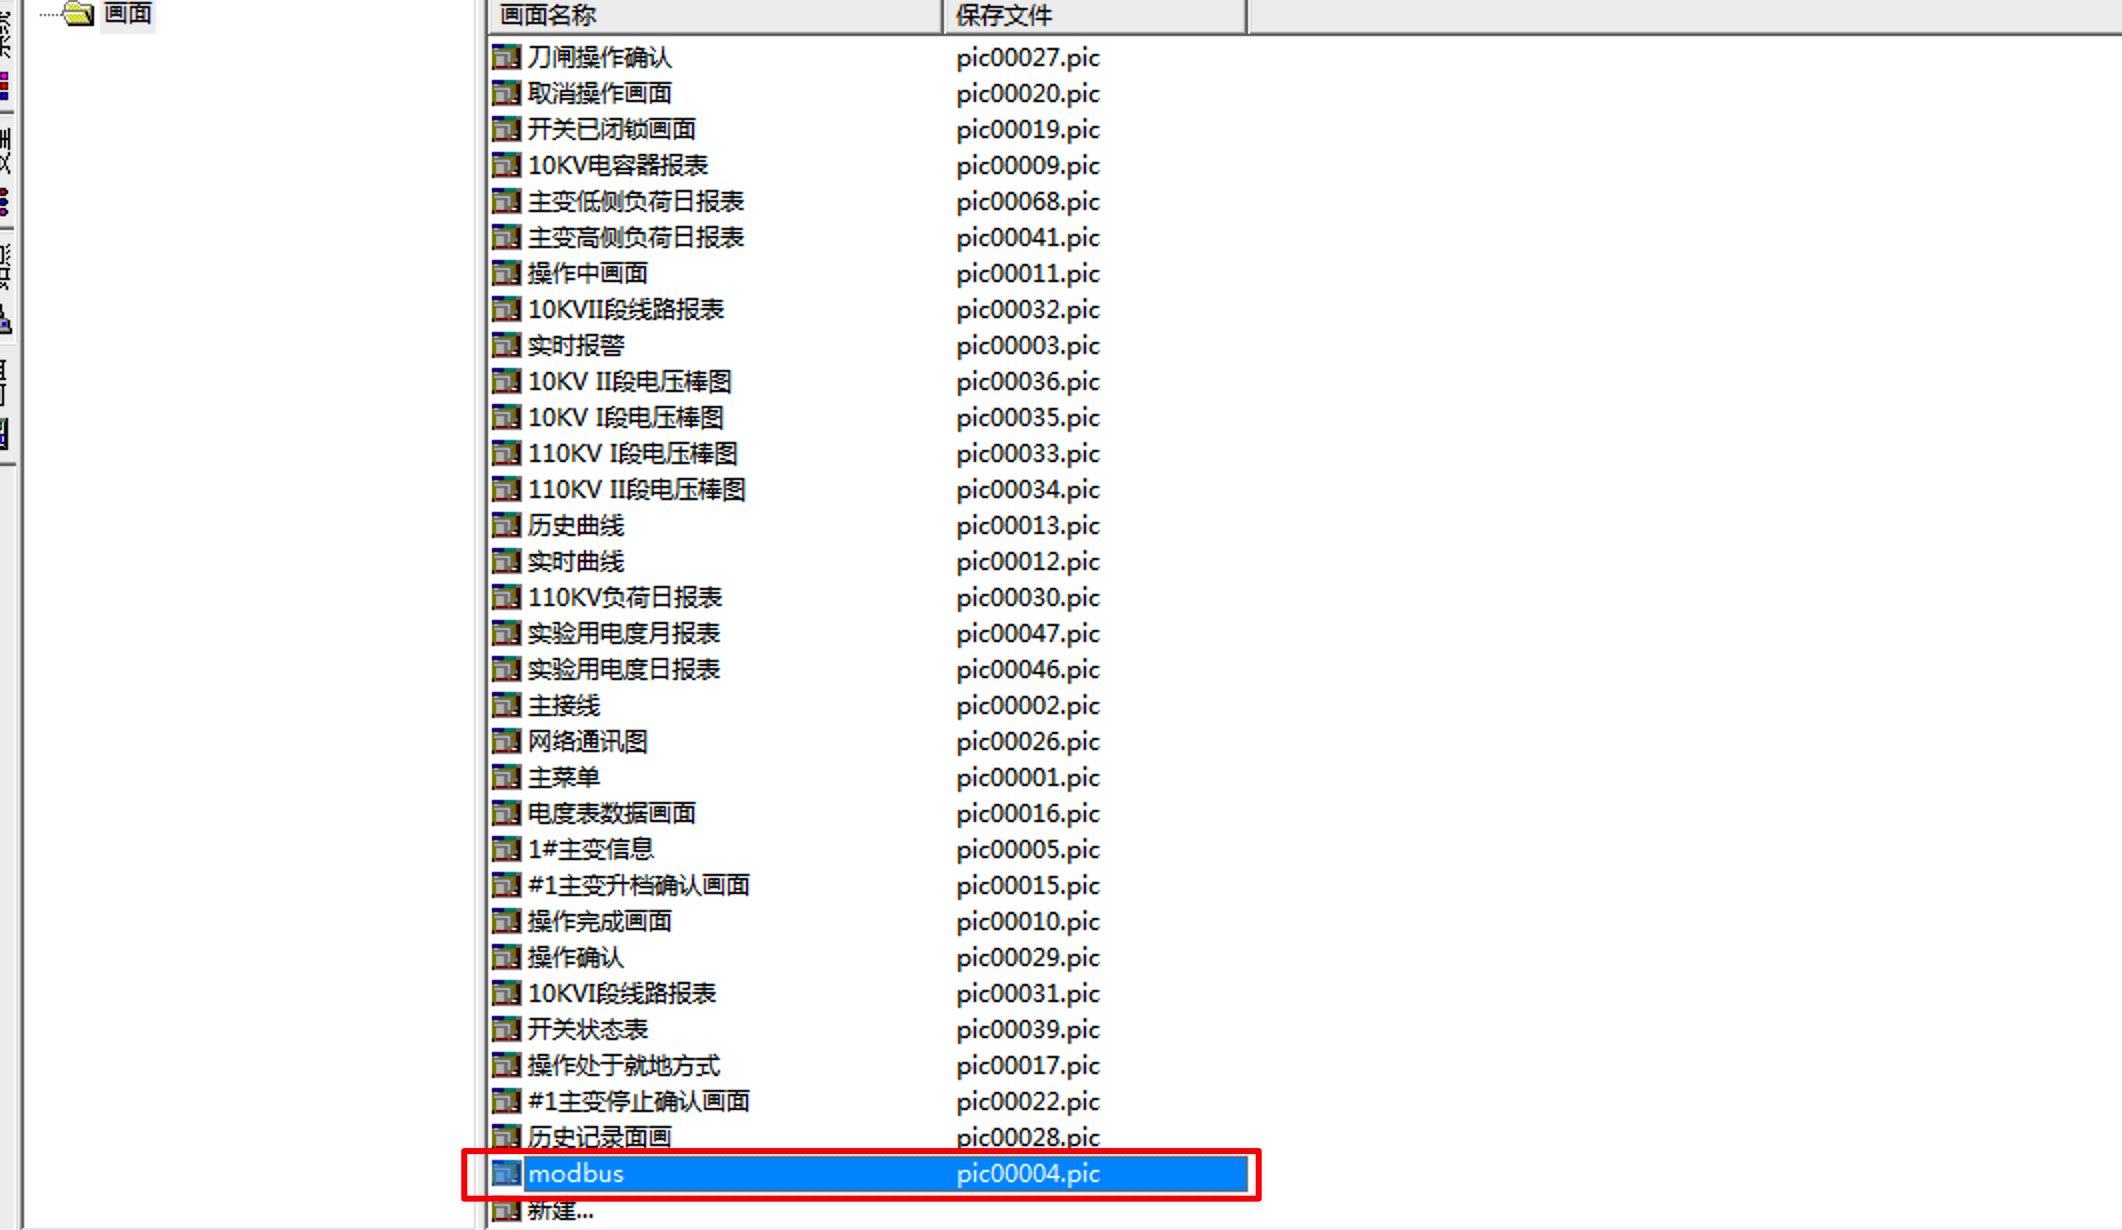 画面
画面名称 保存文件
刀闸操作确认 pic00027.pic
取消操作画面 pic00020.pic
开关已闭锁画面 pic00019.pic
10KV电容器报表 pic00009.pic
主变低侧负荷日报表 pic00068.pic
主变高侧负荷日报表 pic00041.pic
操作中画面 pic00011.pic
10KVII段线路报表 pic00032.pic
实时报警 pic00003.pic
10KV II段电压棒图 pic00036.pic
10KV I段电压棒图 pic00035.pic
110KV I段电压棒图 pic00033.pic
110KV II段电压棒图 pic00034.pic
历史曲线 pic00013.pic
实时曲线 pic00012.pic
110KV负荷日报表 pic00030.pic
实验用电度月报表 pic00047.pic
实验用电度日报表 pic00046.pic
主接线 pic00002.pic
网络通讯图 pic00026.pic
主菜单 pic00001.pic
电度表数据画面 pic00016.pic
1#主变信息 pic00005.pic
#1主变升档确认画面 pic00015.pic
操作完成画面 pic00010.pic
操作确认 pic00029.pic
10KVI段线路报表 pic00031.pic
开关状态表 pic00039.pic
操作处于就地方式 pic00017.pic
#1主变停止确认画面 pic00022.pic
历史记录面画 pic00028.pic
modbus pic00004.pic
新建...